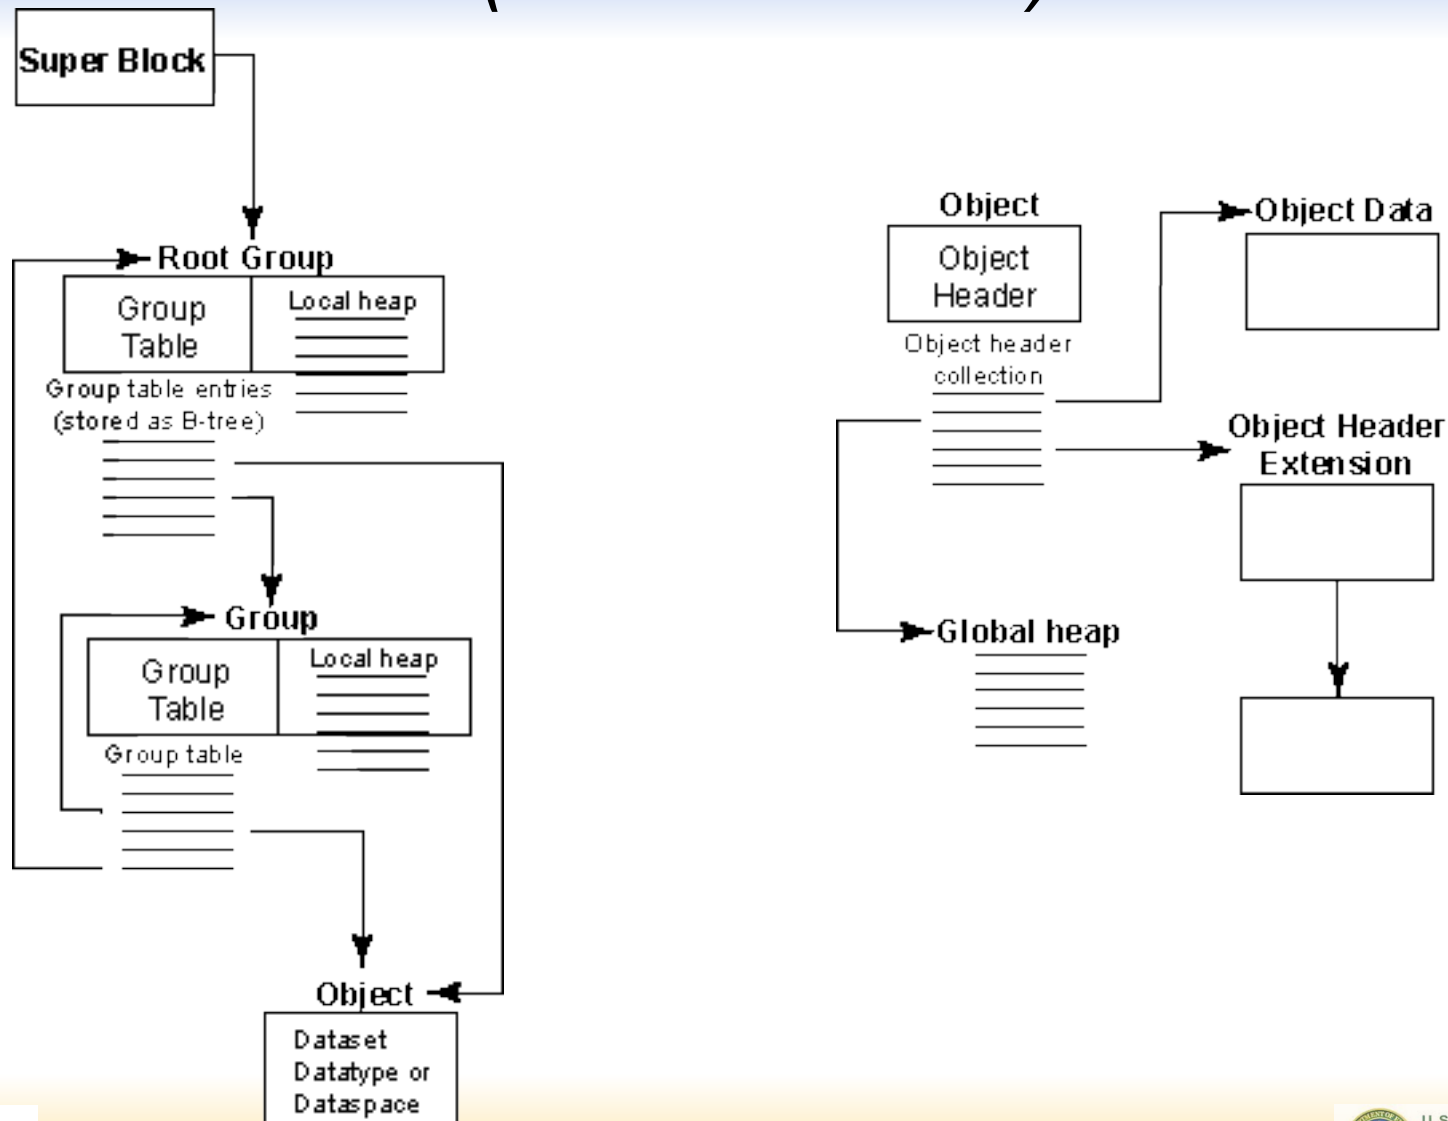 Super Block
Root Group
Group
Table
Local heap
Group table entries
(stored as B-tree)
Group
Group
Table
Local heap
Group table
Object
Dataset
Datatype or
Dataspace
Object
Object
Header
Object header
collection
Object Data
Object Header
Extension
Global heap